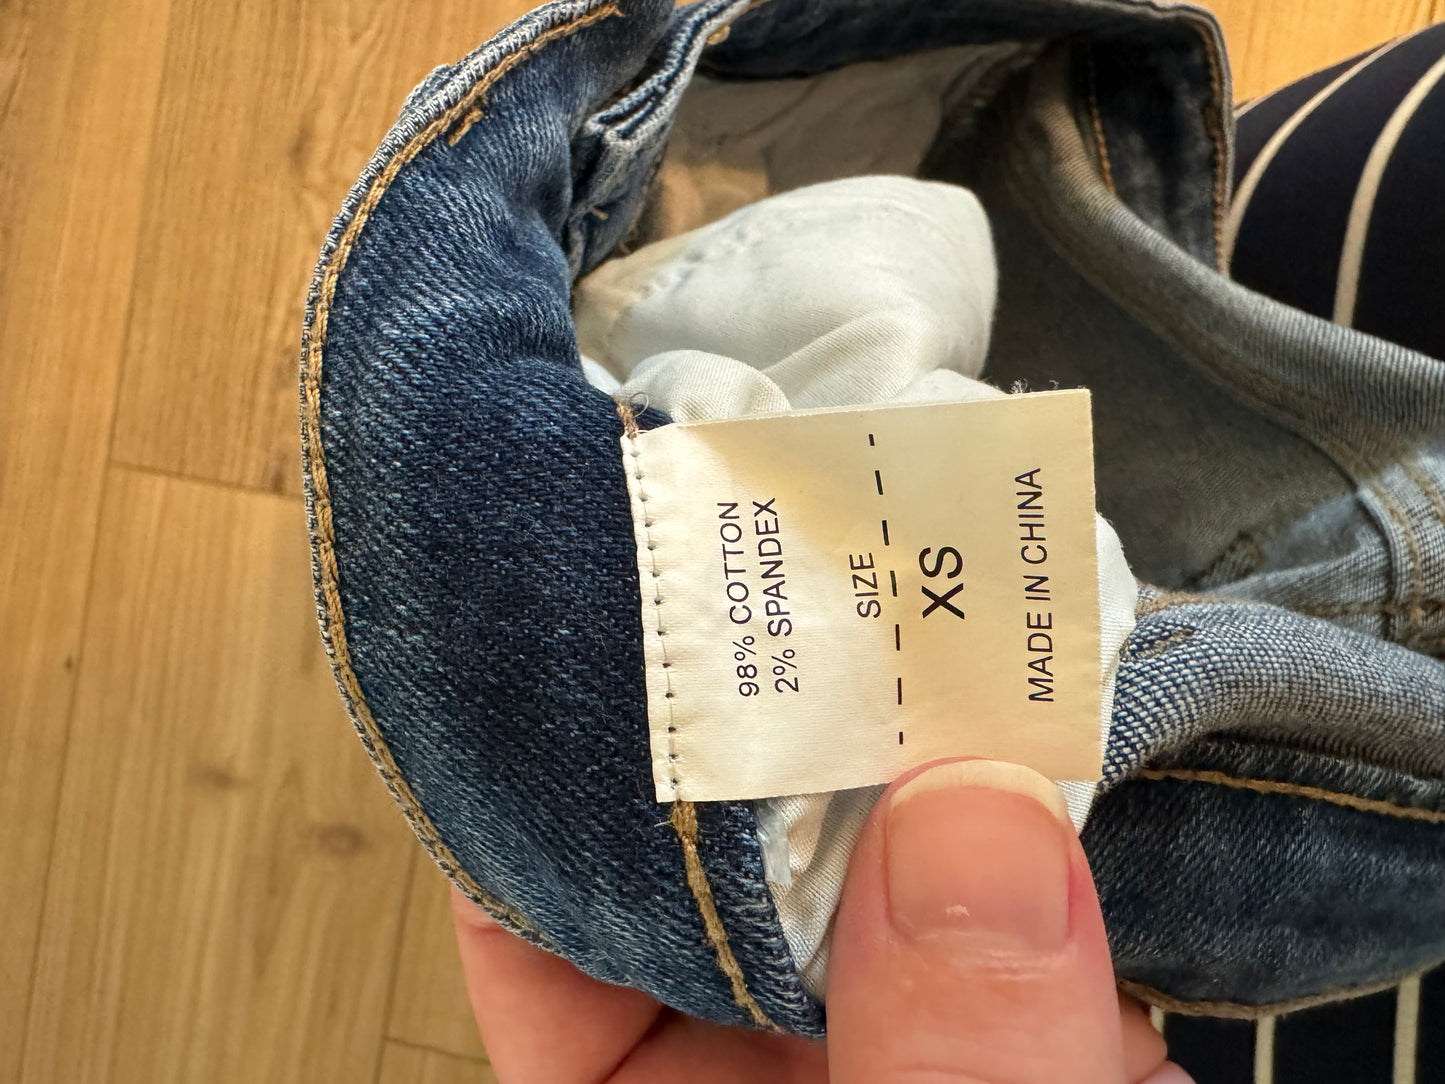 98% COTTON
2% SPANDEX
SIZE
XS
MADE IN CHINA